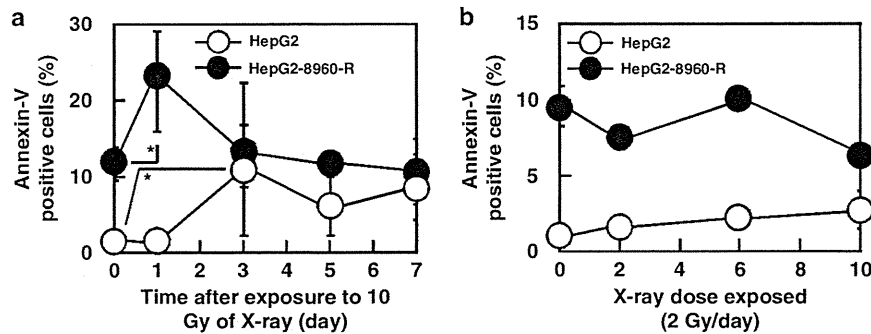 a
30
20
10
0
Annexin-V
positive cells (%)
HepG2
HepG2-8960-R
*
*
0 1 2 3 4 5 6 7
Time after exposure to 10
Gy of X-ray (day)
b
15
10
5
0
Annexin-V
positive cells (%)
HepG2
HepG2-8960-R
0 2 4 6 8 10
X-ray dose exposed
(2 Gy/day)